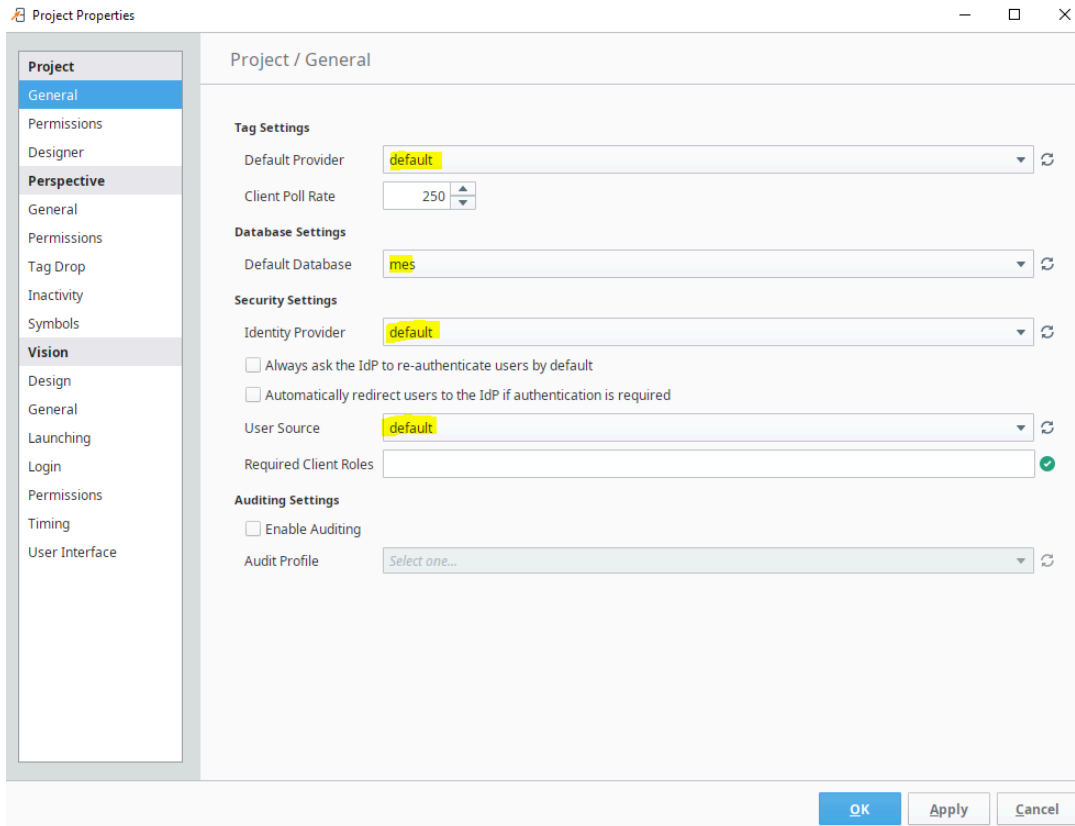 Project Properties
Project
General
Permissions
Designer
Perspective
General
Permissions
Tag Drop
Inactivity
Symbols
Vision
Design
General
Launching
Login
Permissions
Timing
User Interface
Project / General
Tag Settings
Default Provider default
Client Poll Rate 250
Database Settings
Default Database mes
Security Settings
Identity Provider default
Always ask the IdP to re-authenticate users by default
Automatically redirect users to the IdP if authentication is required
User Source default
Required Client Roles
Auditing Settings
Enable Auditing
Audit Profile Select one...
OK Apply Cancel